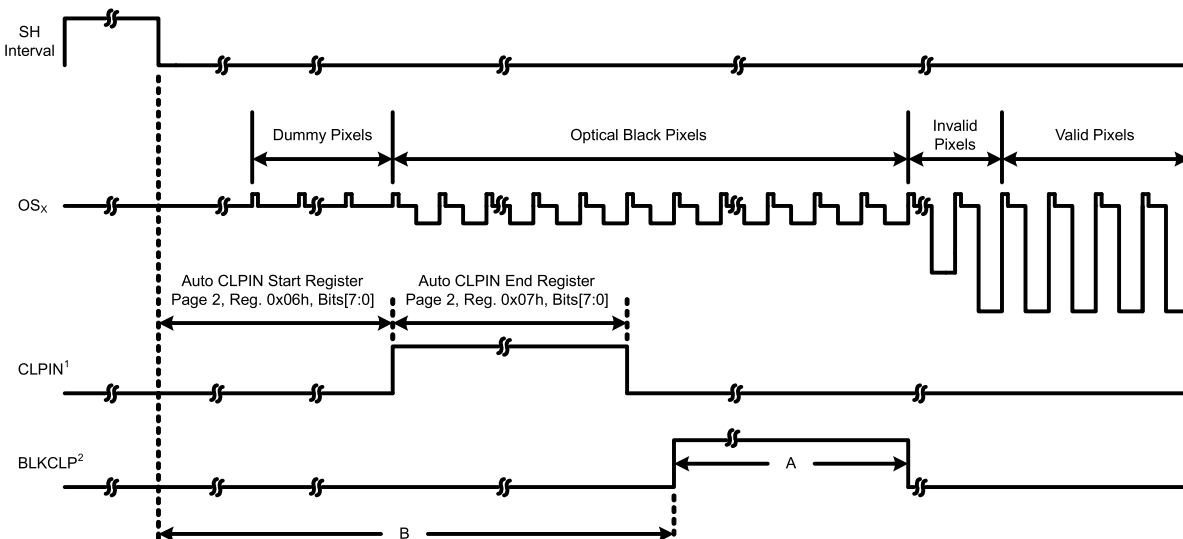 SH
Interval
Dummy Pixels
Optical Black Pixels
Invalid
Pixels
Valid Pixels
OSX
Auto CLPIN Start Register
Page 2, Reg. 0x06h, Bits[7:0]
Auto CLPIN End Register
Page 2, Reg. 0x07h, Bits[7:0]
CLPIN1
BLKCLP2
A
B